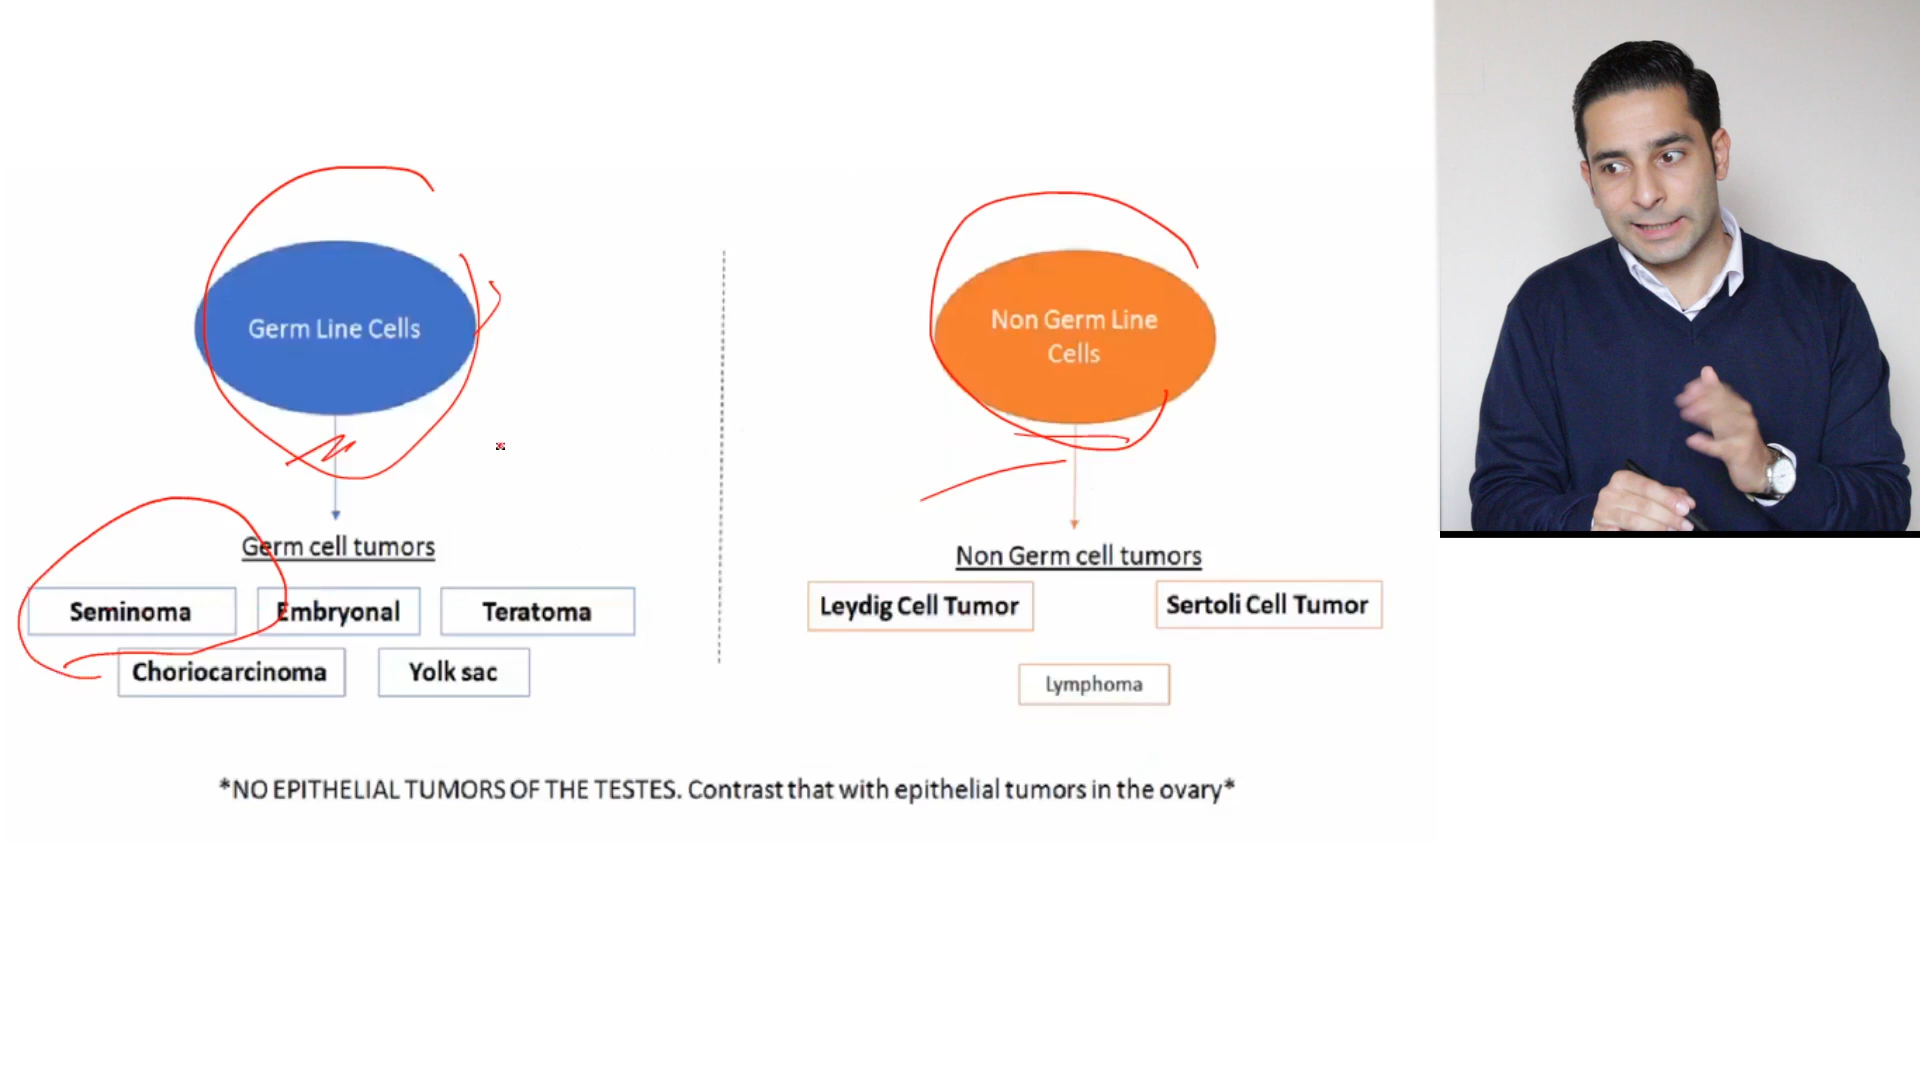 Germ Line Cells
Non Germ Line
Cells
Germ cell tumors
Seminoma
Embryonal
Teratoma
Choriocarcinoma
Yolk sac
Non Germ cell tumors
Leydig Cell Tumor
Sertoli Cell Tumor
Lymphoma
*NO EPITHELIAL TUMORS OF THE TESTES. Contrast that with epithelial tumors in the ovary*